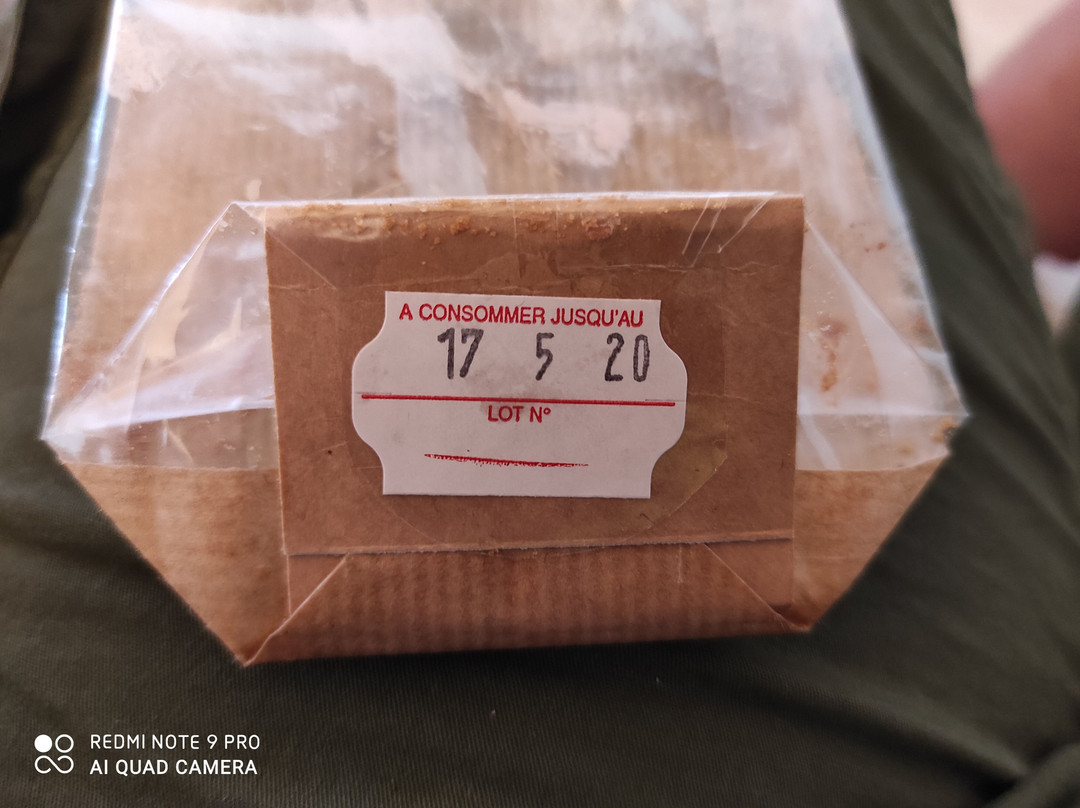 A CONSOMMER JUSQU'AU
17 5 20
LOT N°
REDMI NOTE 9 PRO
AI QUAD CAMERA